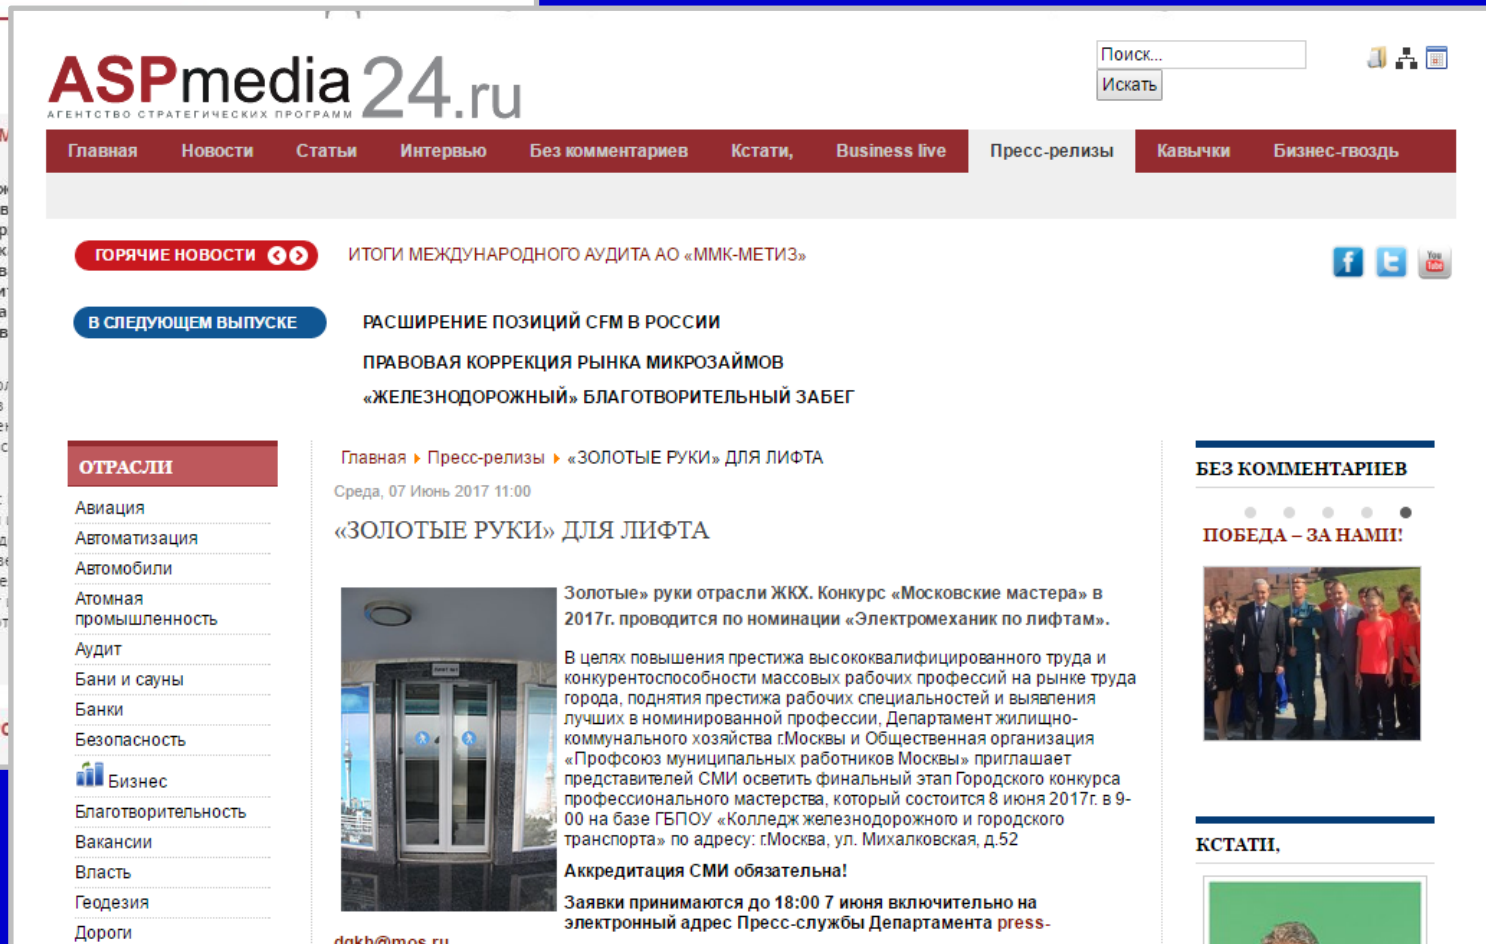 ASPmedia24.ru
АГЕНТСТВО СТРАТЕГИЧЕСКИХ ПРОГРАММ
Поиск...
Искать
Главная Новости Статьи Интервью Без комментариев Кстати, Business live Пресс-релизы Кавычки Бизнес-гвоздь
ГОРЯЧИЕ НОВОСТИ
ИТОГИ МЕЖДУНАРОДНОГО АУДИТА АО «ММК-МЕТИЗ»
You
Tube
В СЛЕДУЮЩЕМ ВЫПУСКЕ
РАСШИРЕНИЕ ПОЗИЦИЙ CFM В РОССИИ
ПРАВОВАЯ КОРРЕКЦИЯ РЫНКА МИКРОЗАЙМОВ
«ЖЕЛЕЗНОДОРОЖНЫЙ» БЛАГОТВОРИТЕЛЬНЫЙ ЗАБЕГ
ОТРАСЛИ
Авиация
Автоматизация
Автомобили
Атомная
промышленность
Аудит
Бани и сауны
Банки
Безопасность
Бизнес
Благотворительность
Вакансии
Власть
Геодезия
Дороги
Главная Пресс-релизы «ЗОЛОТЫЕ РУКИ» ДЛЯ ЛИФТА
Среда, 07 Июнь 2017 11:00
«ЗОЛОТЫЕ РУКИ» ДЛЯ ЛИФТА
Золотые» руки отрасли ЖКХ. Конкурс «Московские мастера» в
2017г. проводится по номинации «Электромеханик по лифтам».
В целях повышения престижа высококвалифицированного труда и
конкурентоспособности массовых рабочих профессий на рынке труда
города, поднятия престижа рабочих специальностей и выявления
лучших в номинированной профессии, Департамент жилищно-
коммунального хозяйства г.Москвы и Общественная организация
«Профсоюз муниципальных работников Москвы» приглашает
представителей СМИ осветить финальный этап Городского конкурса
профессионального мастерства, который состоится 8 июня 2017г. в 9-
00 на базе ГБПОУ «Колледж железнодорожного и городского
транспорта» по адресу: г.Москва, ул. Михалковская, д.52
Аккредитация СМИ обязательна!
Заявки принимаются до 18:00 7 июня включительно на
электронный адрес Пресс-службы Департамента press-
dgkh@mos.ru
БЕЗ КОММЕНТАРИЕВ
ПОБЕДА – ЗА НАМИ!
КСТАТИ,